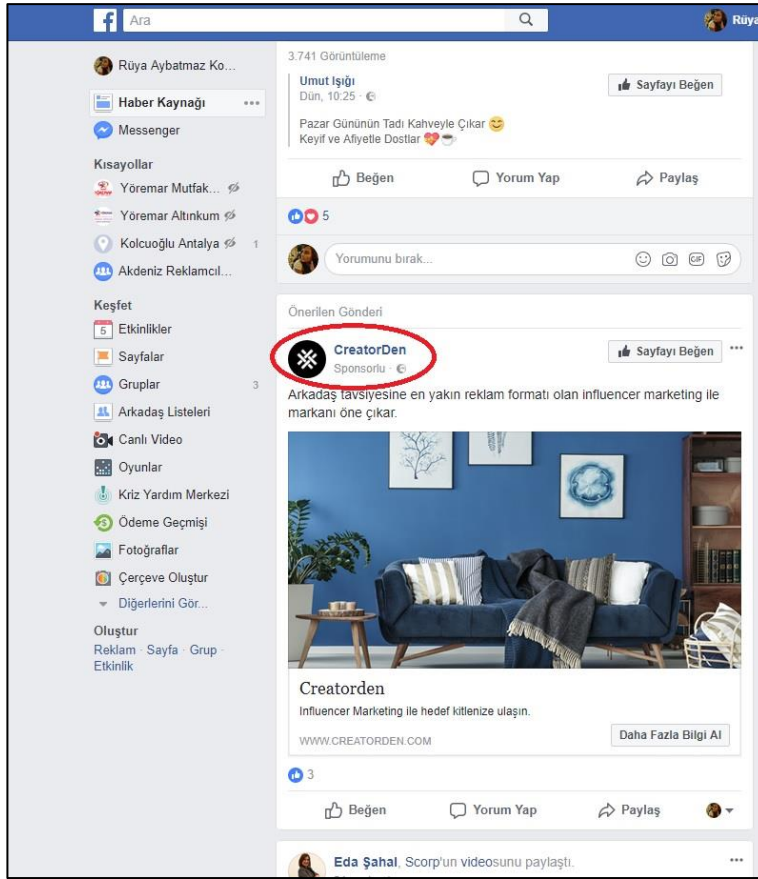 f Ara Rüya
Rüya Aybatmaz Ko...
Haber Kaynağı
Messenger
Kısayollar
Yöremar Mutfak...
Yöremar Altınkum
Kolcuoğlu Antalya 1
Akdeniz Reklamcıl...
Keşfet
5 Etkinlikler
Sayfalar
Gruplar 3
Arkadaş Listeleri
Canlı Video
Oyunlar
Kriz Yardım Merkezi
Ödeme Geçmişi
Fotoğraflar
Çerçeve Oluştur
Diğerlerini Gör...
Oluştur
Reklam · Sayfa · Grup ·
Etkinlik
3.741 Görüntüleme
Umut Işığı
Sayfayı Beğen
Dün, 10:25 ·
Pazar Gününün Tadı Kahveyle Çıkar 😊
Keyif ve Afiyetle Dostlar 💝☕
Beğen Yorum Yap Paylaş
5
Yorumunu bırak...
GIF
Önerilen Gönderi
CreatorDen
Sayfayı Beğen
Sponsorlu ·
Arkadaş tavsiyesine en yakın reklam formatı olan influencer marketing ile
markanı öne çıkar.
Creatorden
Influencer Marketing ile hedef kitlenize ulaşın.
WWW.CREATORDEN.COM
Daha Fazla Bilgi Al
3
Beğen Yorum Yap Paylaş
Eda Şahal, Scorp'un videosunu paylaştı.